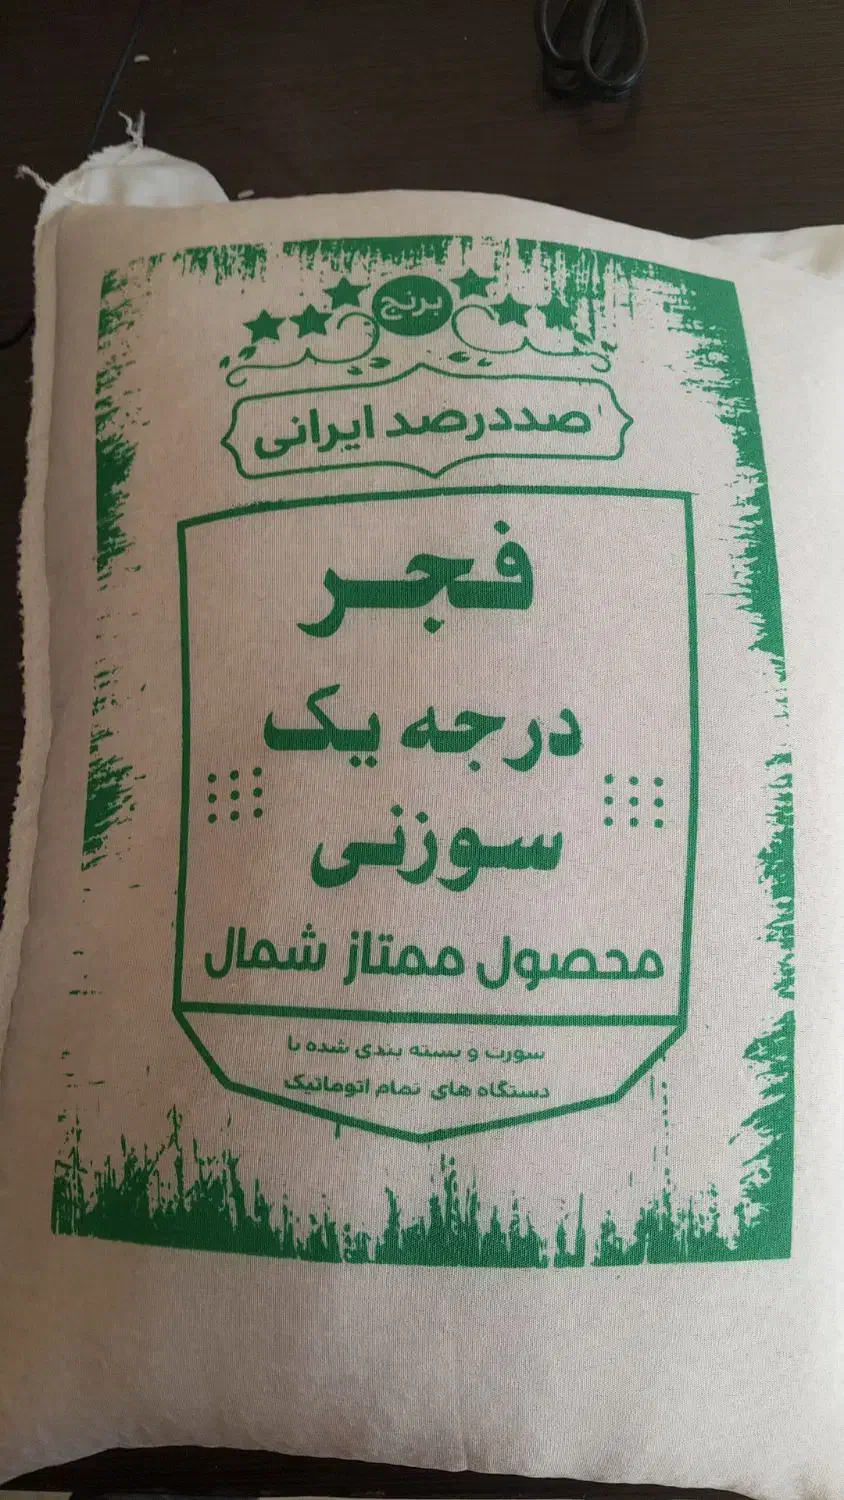 برنج
صددرصد ایرانی
فجر
درجه یک
سوزنی
محصول ممتاز شمال
سورت و بسته بندی شده با
دستگاه های تمام اتوماتیک